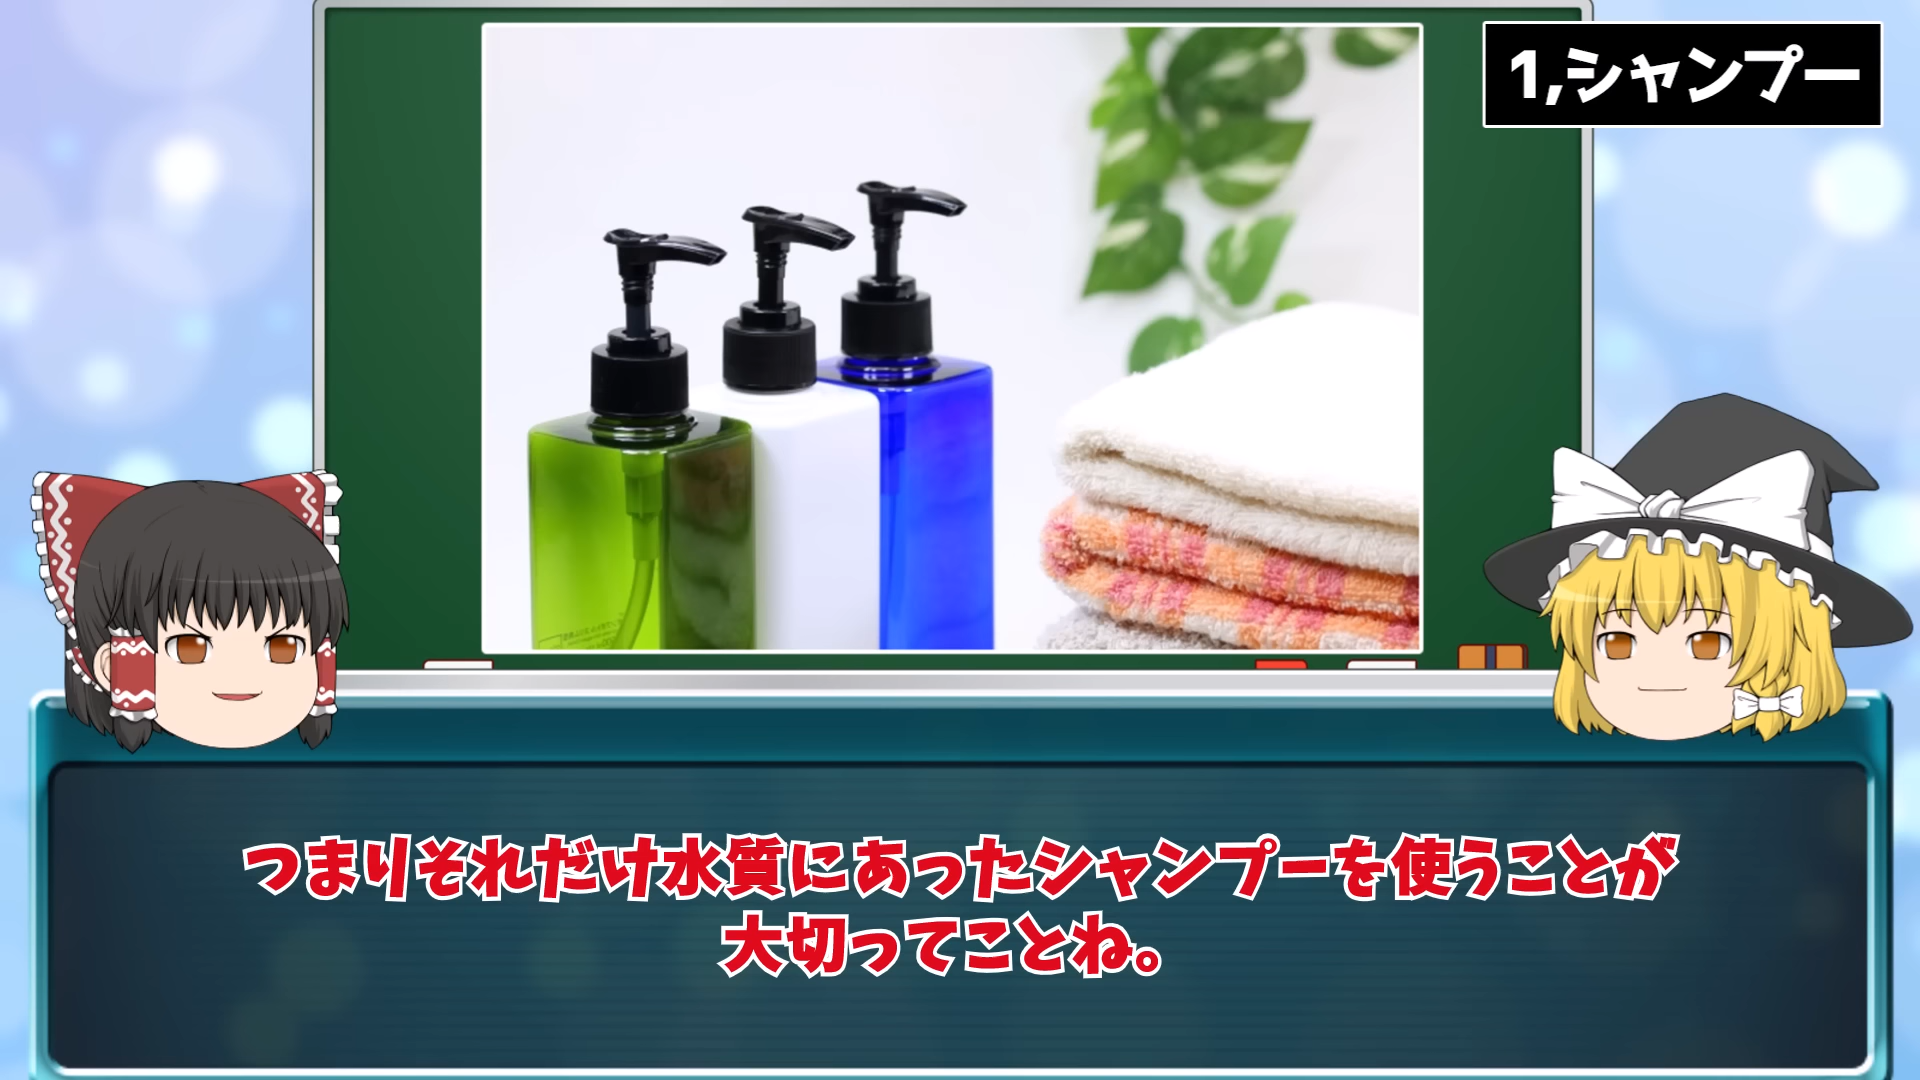 1,シャンプー
つまりそれだけ水質にあったシャンプーを使うことが
大切ってことね。